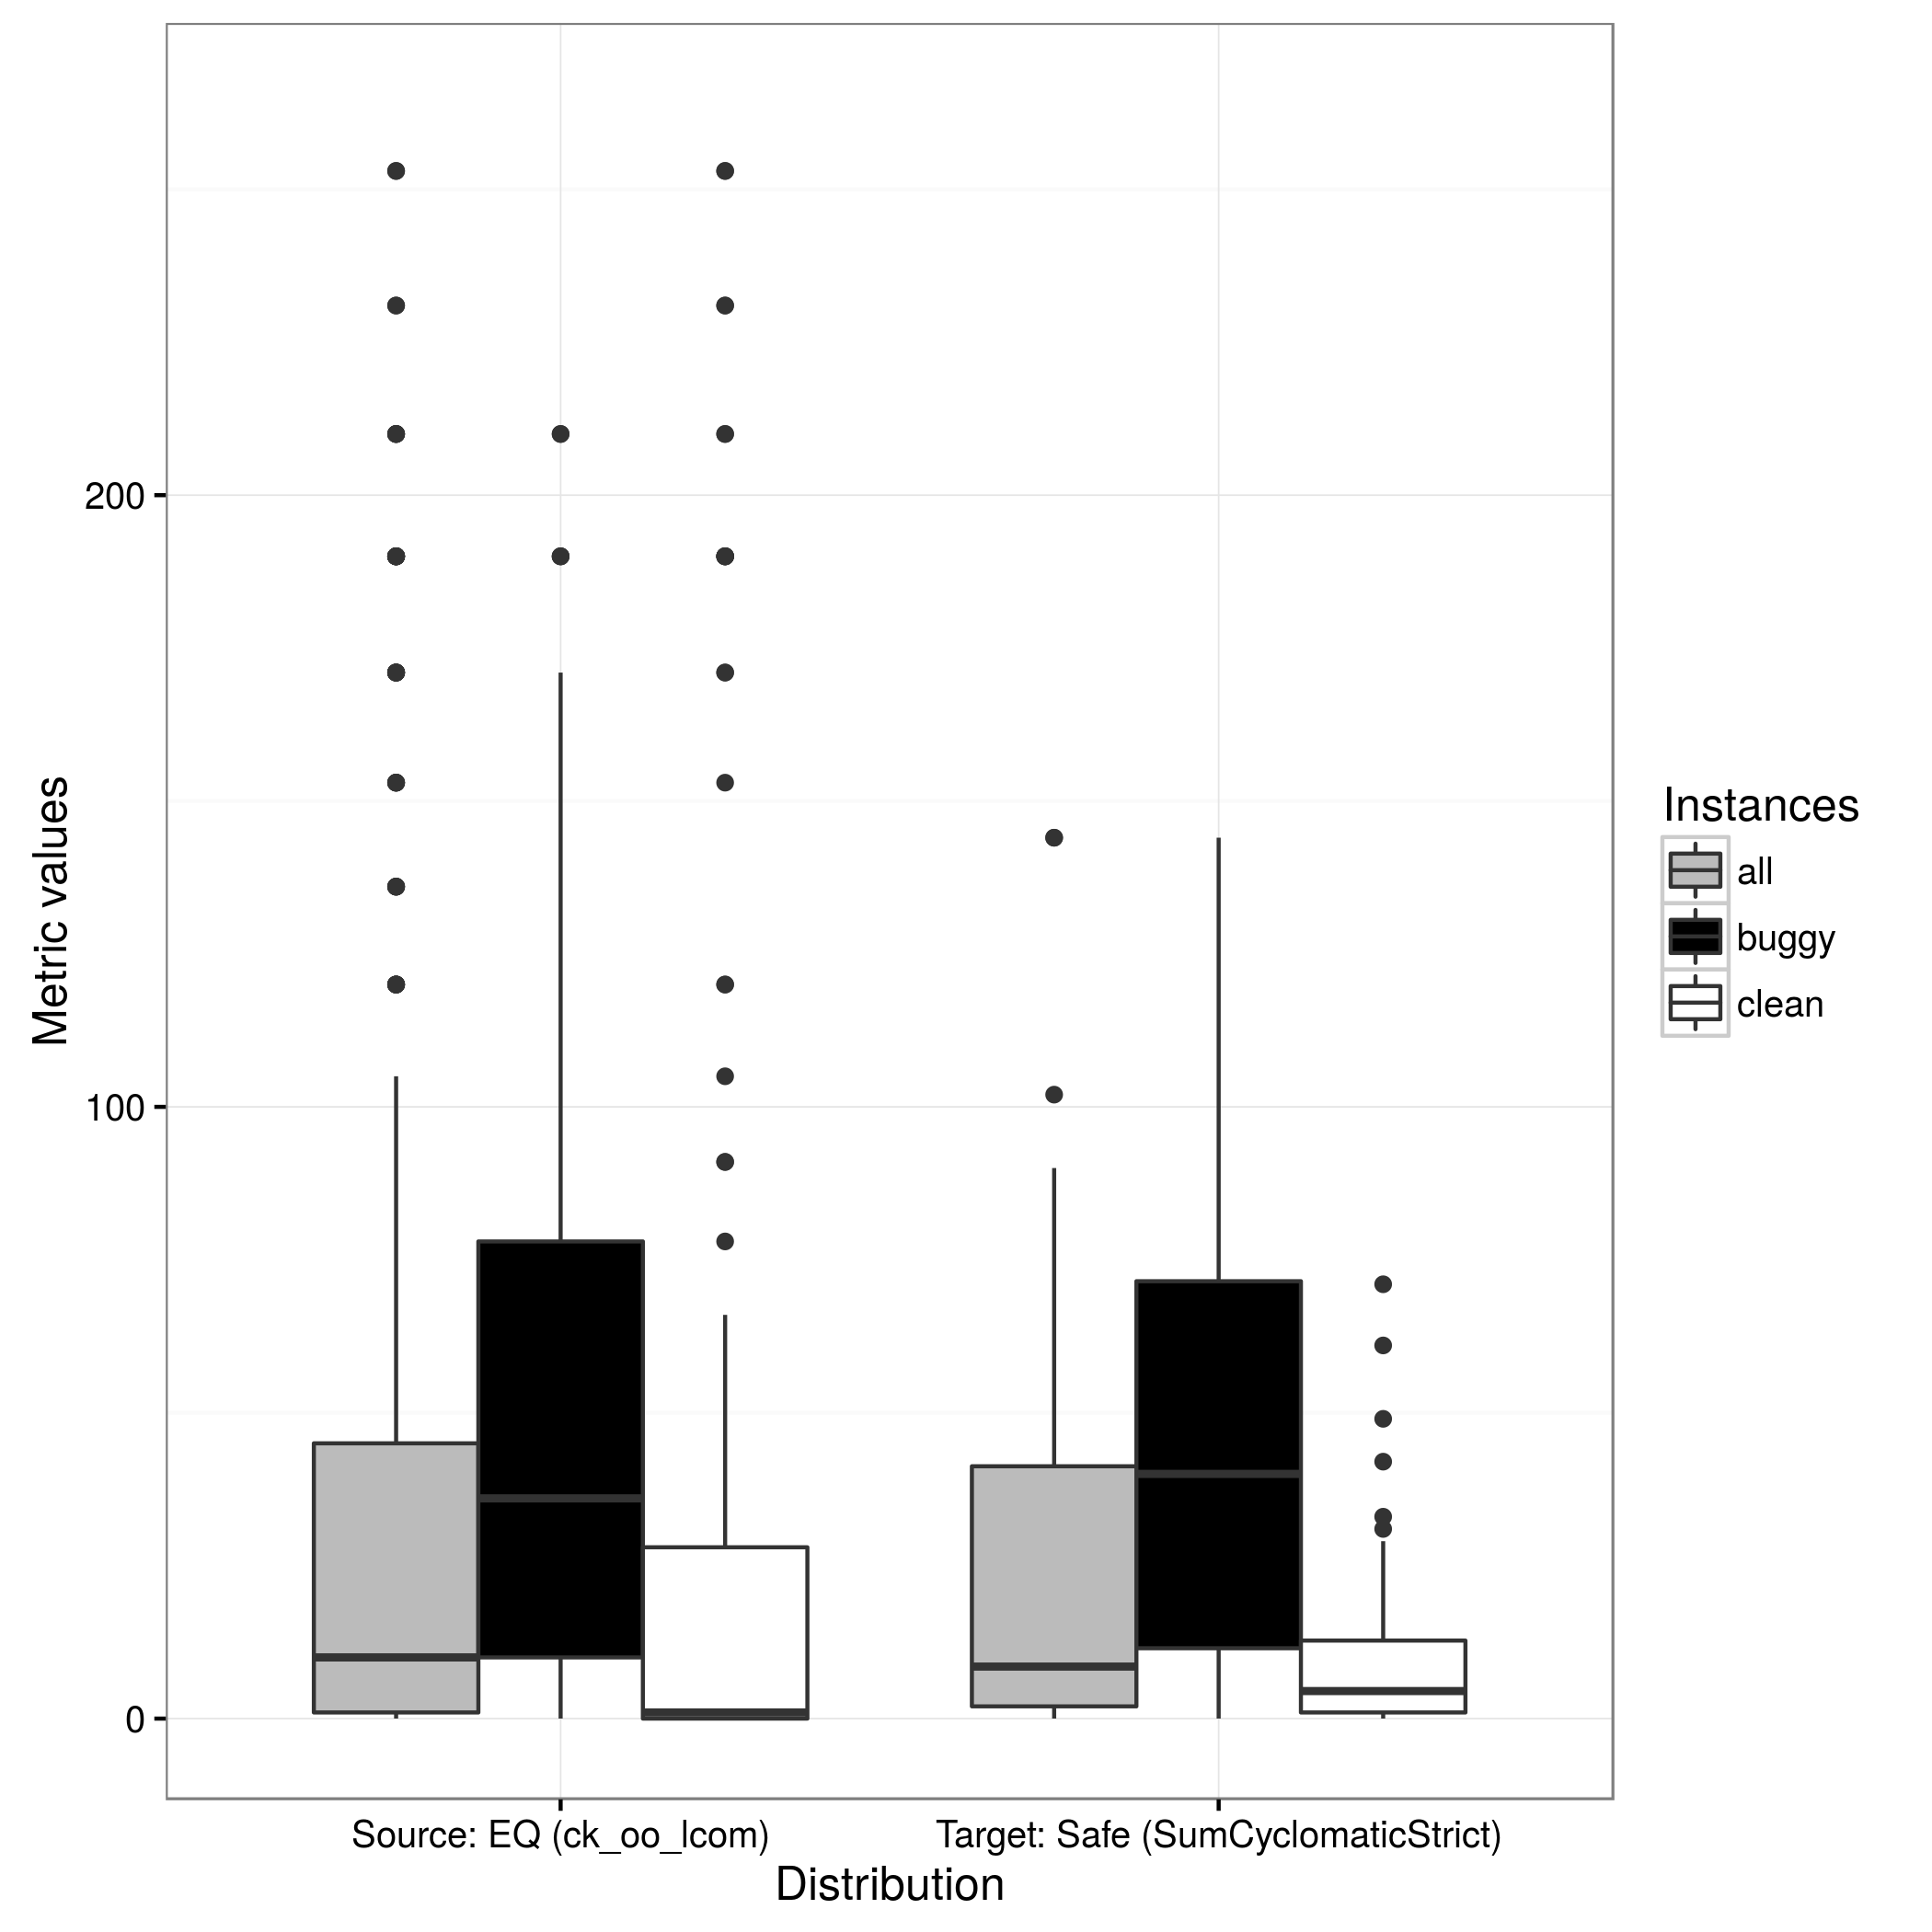 200
100
0
Metric values
Source: EQ (ck_oo_lcom)
Target: Safe (SumCyclomaticStrict)
Distribution
Instances
all
buggy
clean